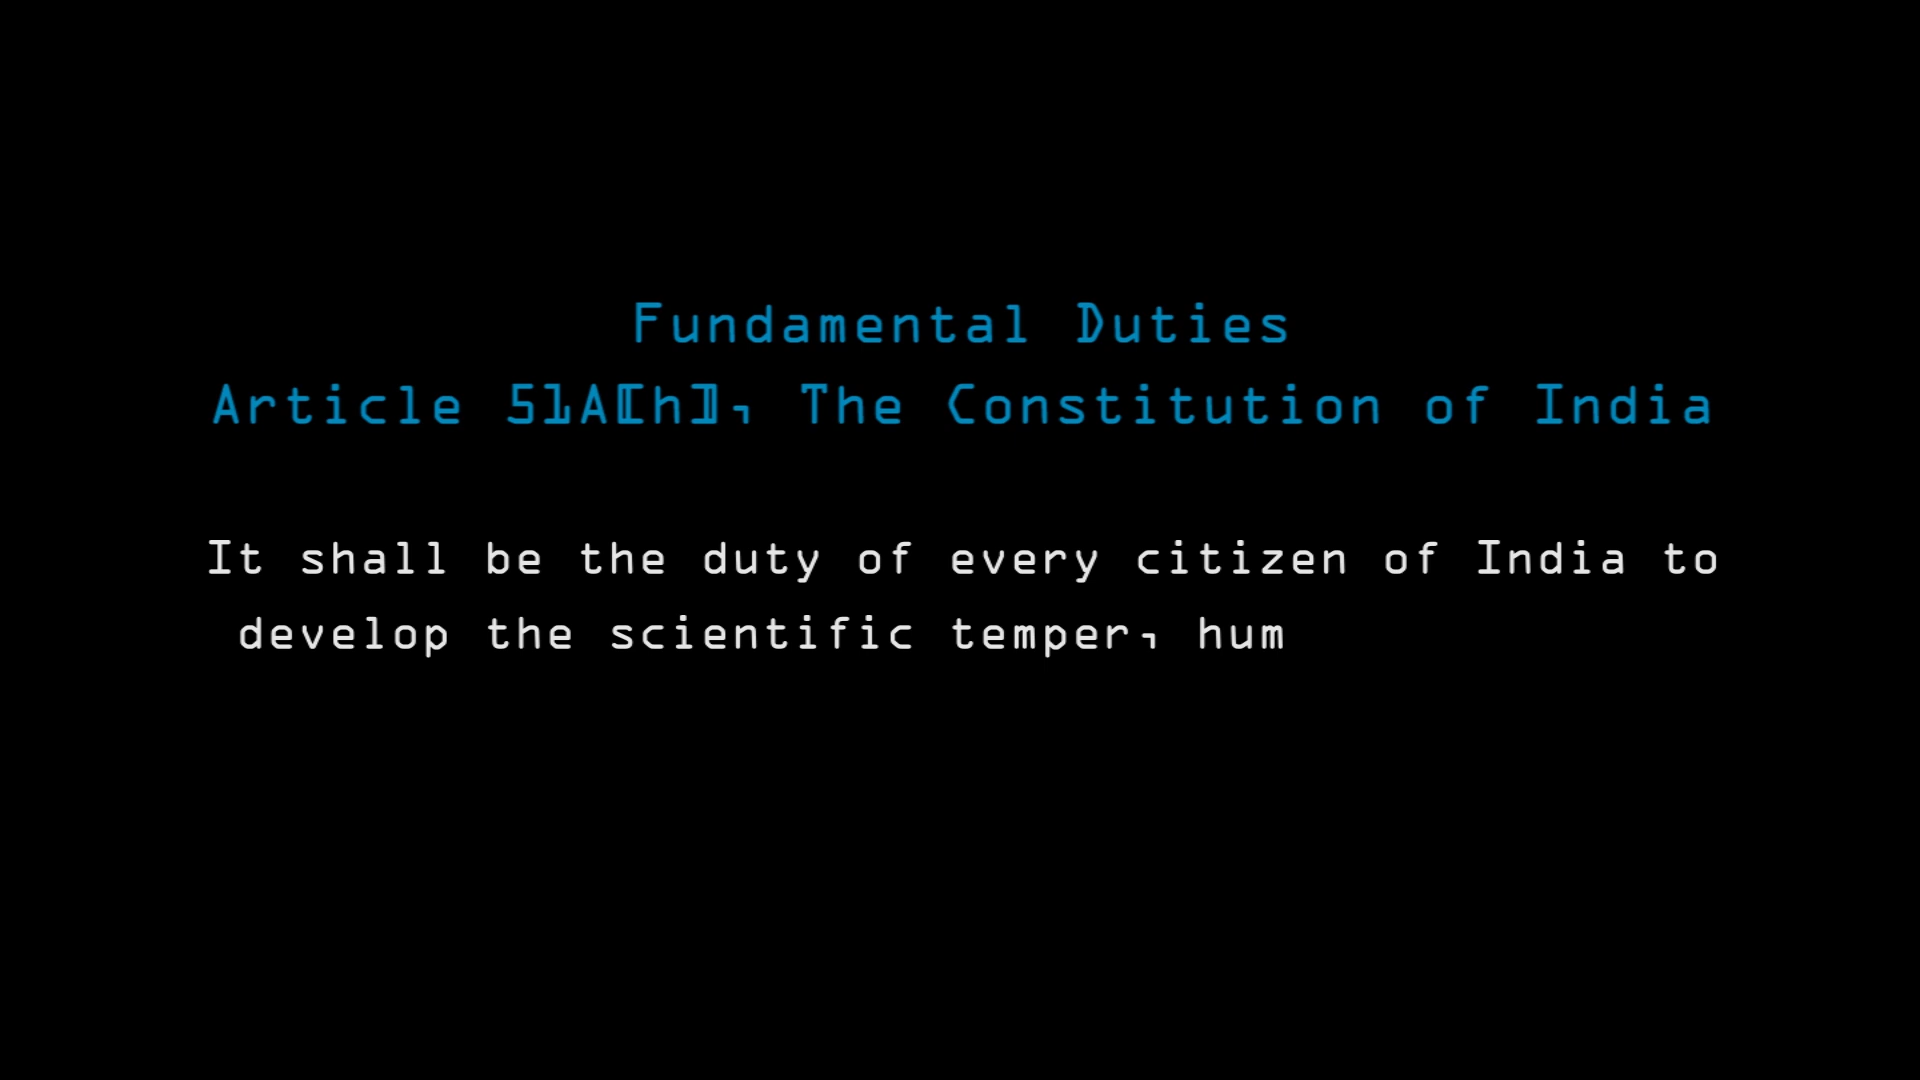 Fundamental Duties
Article 51A[h], The Constitution of India
It shall be the duty of every citizen of India to
develop the scientific temper, hum